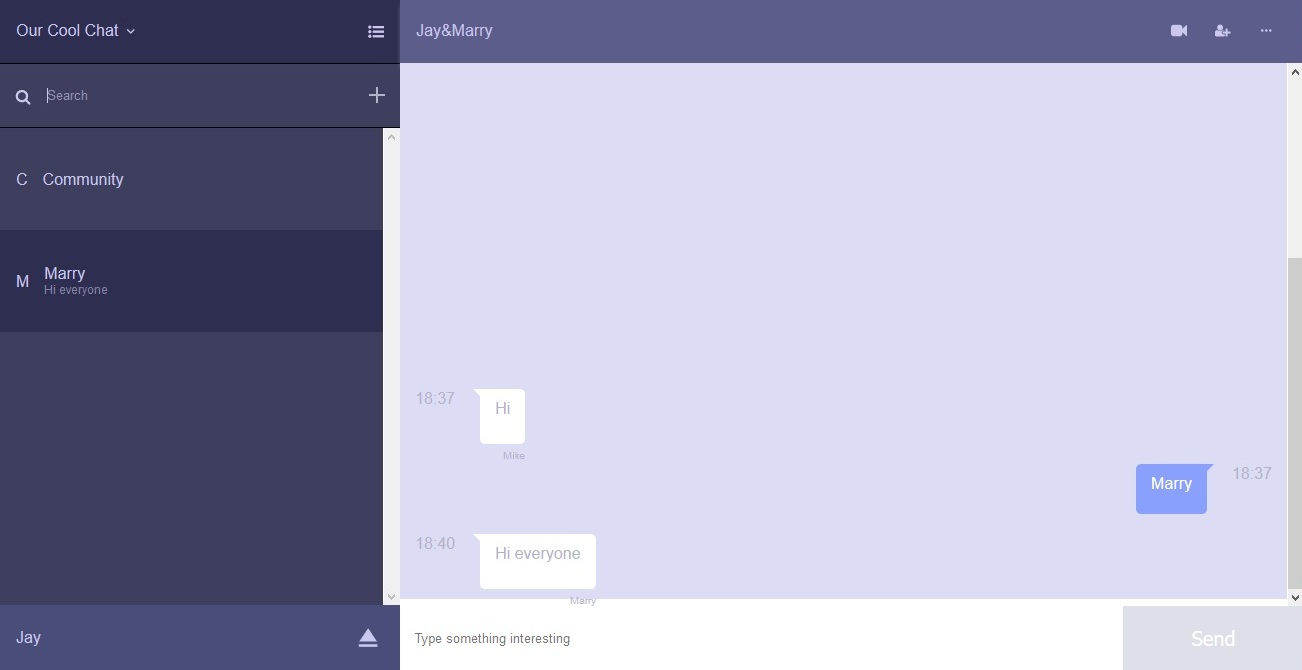 Our Cool Chat
Search
C Community
M Marry
Hi everyone
Jay
Jay&Marry
18:37 Hi
Mike
Marry 18:37
18:40 Hi everyone
Marry
Type something interesting
Send